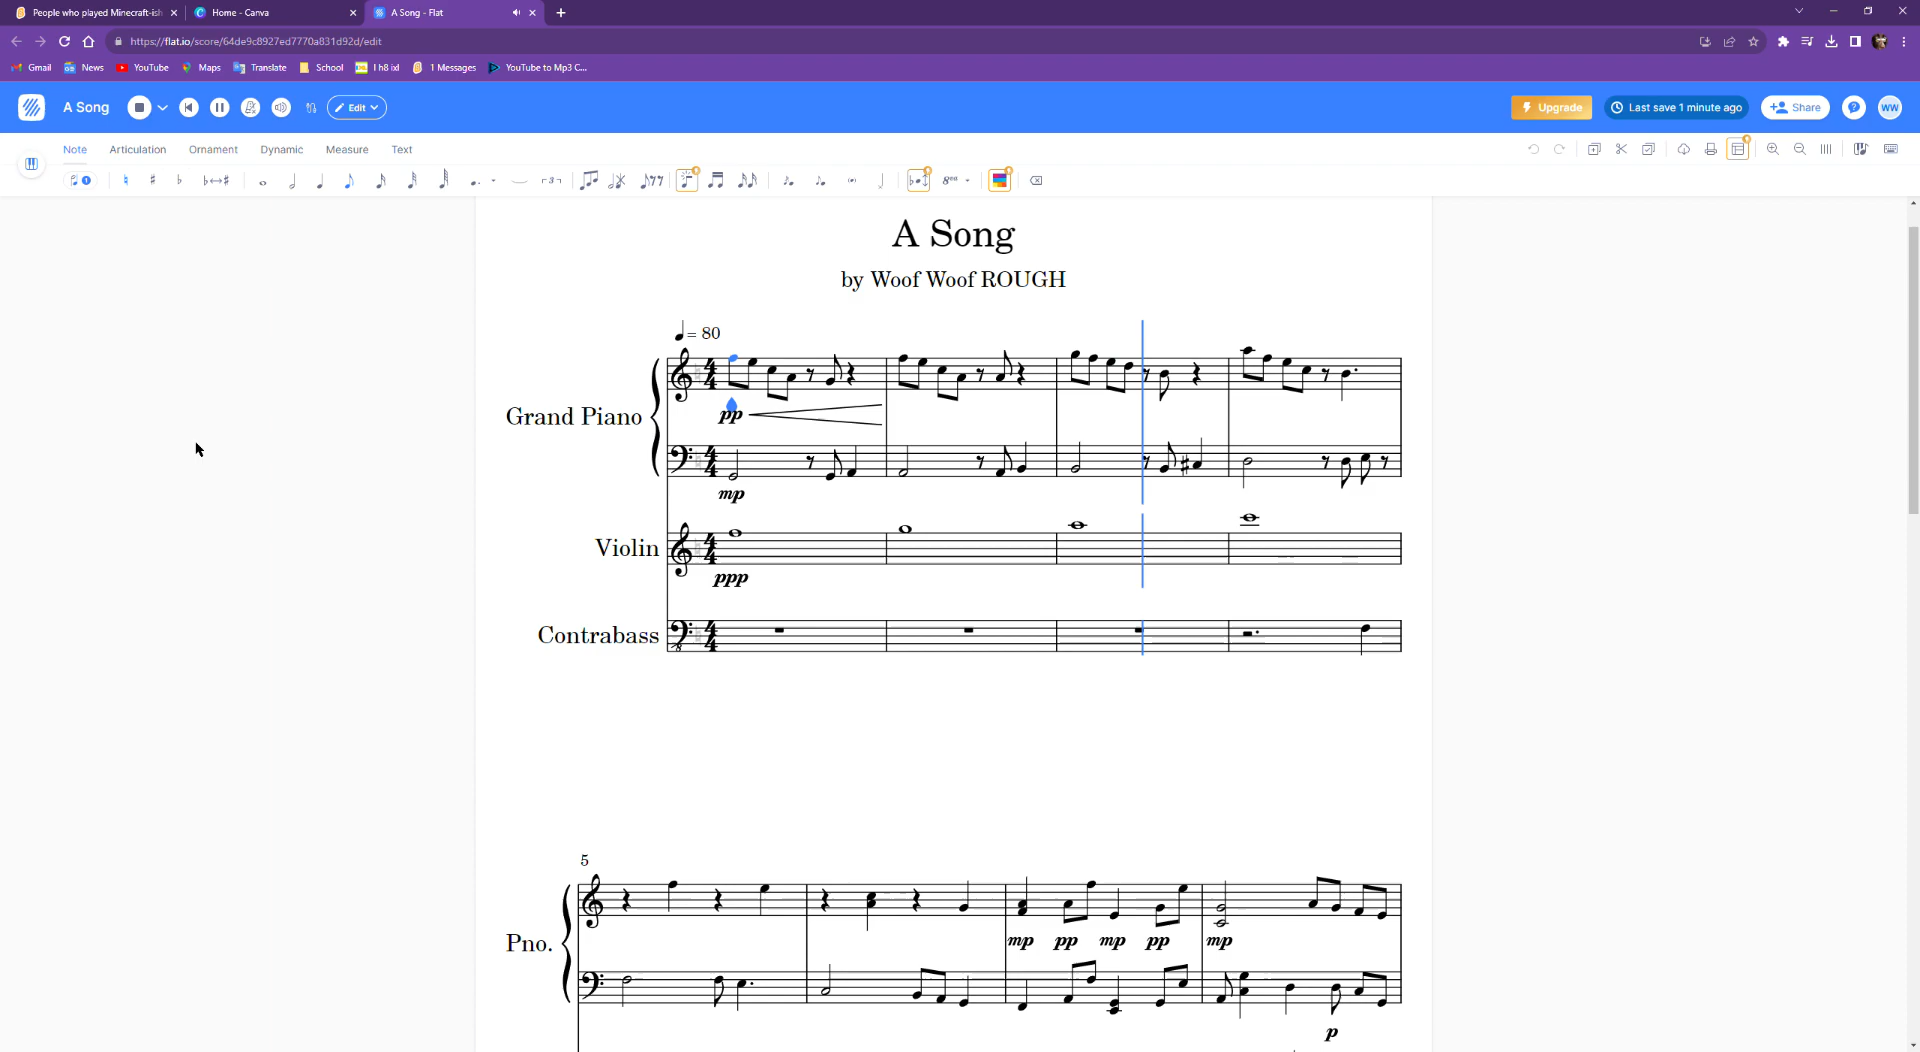 People who played Minecraft-ish
Home - Canva
A Song - Flat
https://flat.io/score/64de9c8927ed7770a831d92d/edit
Gmail News YouTube Maps Translate School I h8 ixl 1 Messages YouTube to Mp3 C...
A Song
Edit
Upgrade
Last save 1 minute ago
Share
WW
Note Articulation Ornament Dynamic Measure Text
A Song
by Woof Woof ROUGH
= 80
Grand Piano
pp
mp
Violin
ppp
Contrabass
5
Pno.
mp pp mp pp mp
p